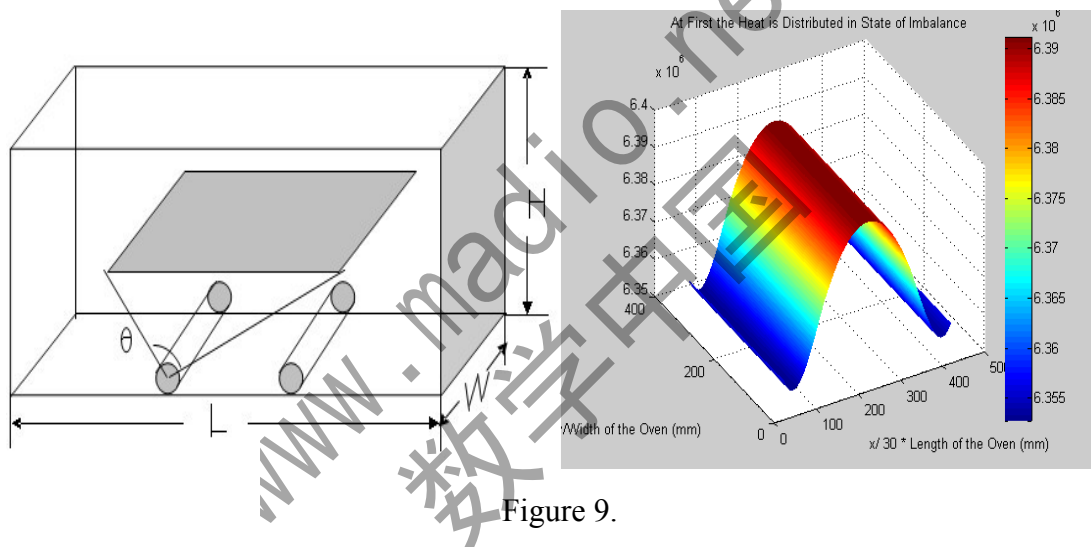 At First the Heat is Distributed in State of Imbalance
x 10 6
x 10 6
6.4
6.39
6.38
6.37
6.36
6.35
400
200
0
0
100
200
300
400
500
/Width of the Oven (mm)
x/ 30 * Length of the Oven (mm)
6.39
6.385
6.38
6.375
6.37
6.365
6.36
6.355
H
θ
W
L
www.madio.net
数学中国
Figure 9.